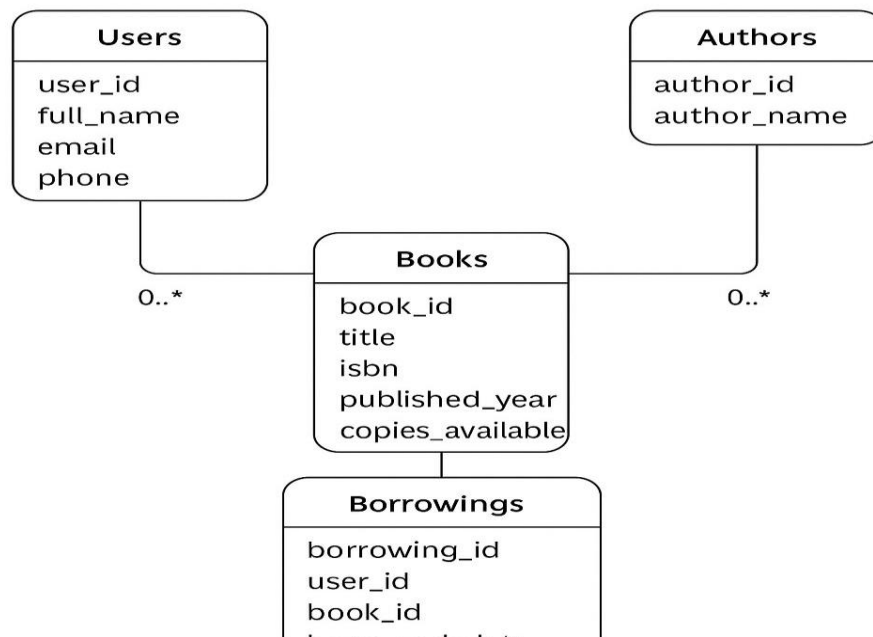 Users
user_id
full_name
email
phone
Authors
author_id
author_name
0..*
0..*
Books
book_id
title
isbn
published_year
copies_available
Borrowings
borrowing_id
user_id
book_id